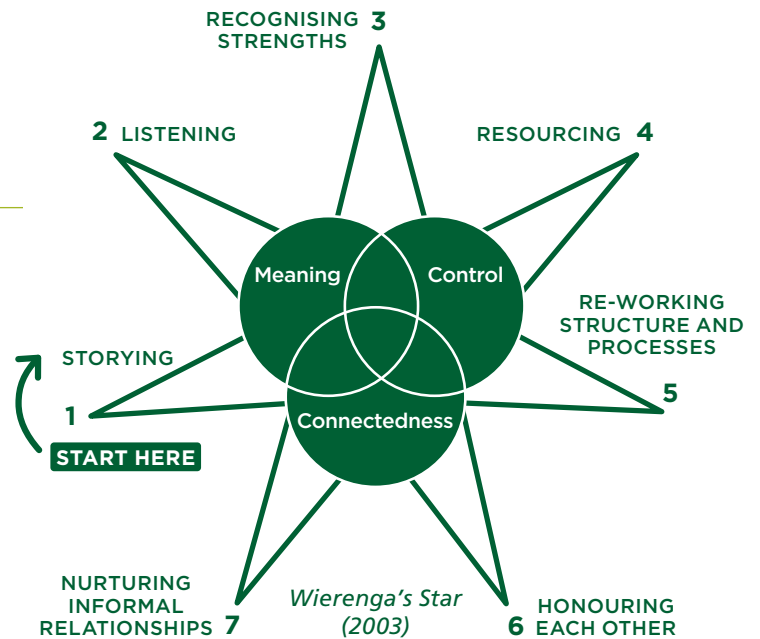 RECOGNISING
STRENGTHS 3
2 LISTENING
RESOURCING 4
Meaning
Control
RE-WORKING
STRUCTURE AND
PROCESSES
5
STORYING
1
START HERE
Connectedness
NURTURING
INFORMAL
RELATIONSHIPS 7
Wierenga's Star
(2003)
HONOURING
6 EACH OTHER